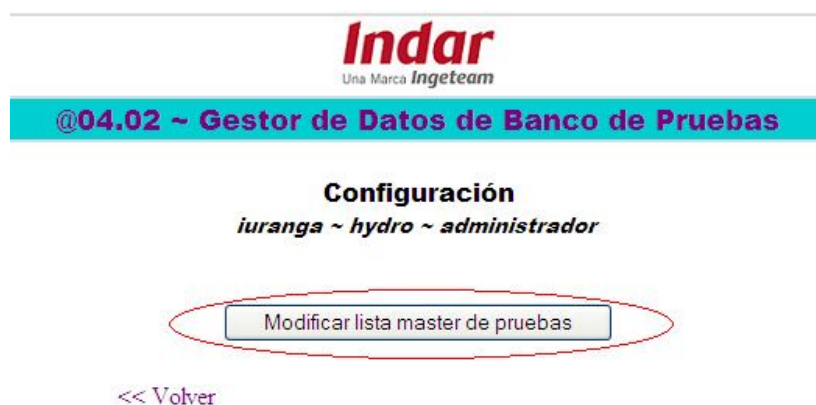 Indar
Una Marca Ingeteam
@04.02 ~ Gestor de Datos de Banco de Pruebas
Configuración
iuranga ~ hydro ~ administrador
Modificar lista master de pruebas
<< Volver